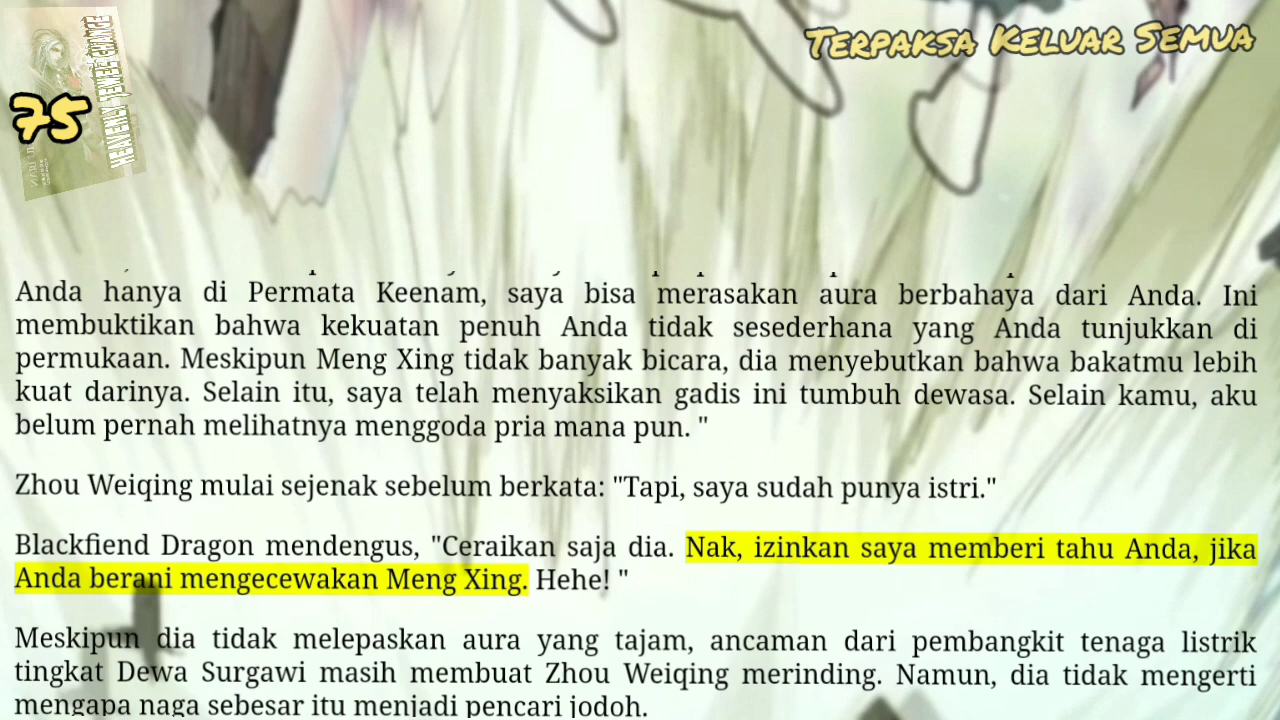 Terpaksa Keluar Semua
75
HEAVENLY JEWEL CHANGE
Anda hanya di Permata Keenam, saya bisa merasakan aura berbahaya dari Anda. Ini
membuktikan bahwa kekuatan penuh Anda tidak sesederhana yang Anda tunjukkan di
permukaan. Meskipun Meng Xing tidak banyak bicara, dia menyebutkan bahwa bakatmu lebih
kuat darinya. Selain itu, saya telah menyaksikan gadis ini tumbuh dewasa. Selain kamu, aku
belum pernah melihatnya menggoda pria mana pun. "
Zhou Weiqing mulai sejenak sebelum berkata: "Tapi, saya sudah punya istri."
Blackfiend Dragon mendengus, "Ceraikan saja dia. Nak, izinkan saya memberi tahu Anda, jika
Anda berani mengecewakan Meng Xing. Hehe! "
Meskipun dia tidak melepaskan aura yang tajam, ancaman dari pembangkit tenaga listrik
tingkat Dewa Surgawi masih membuat Zhou Weiqing merinding. Namun, dia tidak mengerti
mengapa naga sebesar itu menjadi pencari jodoh.